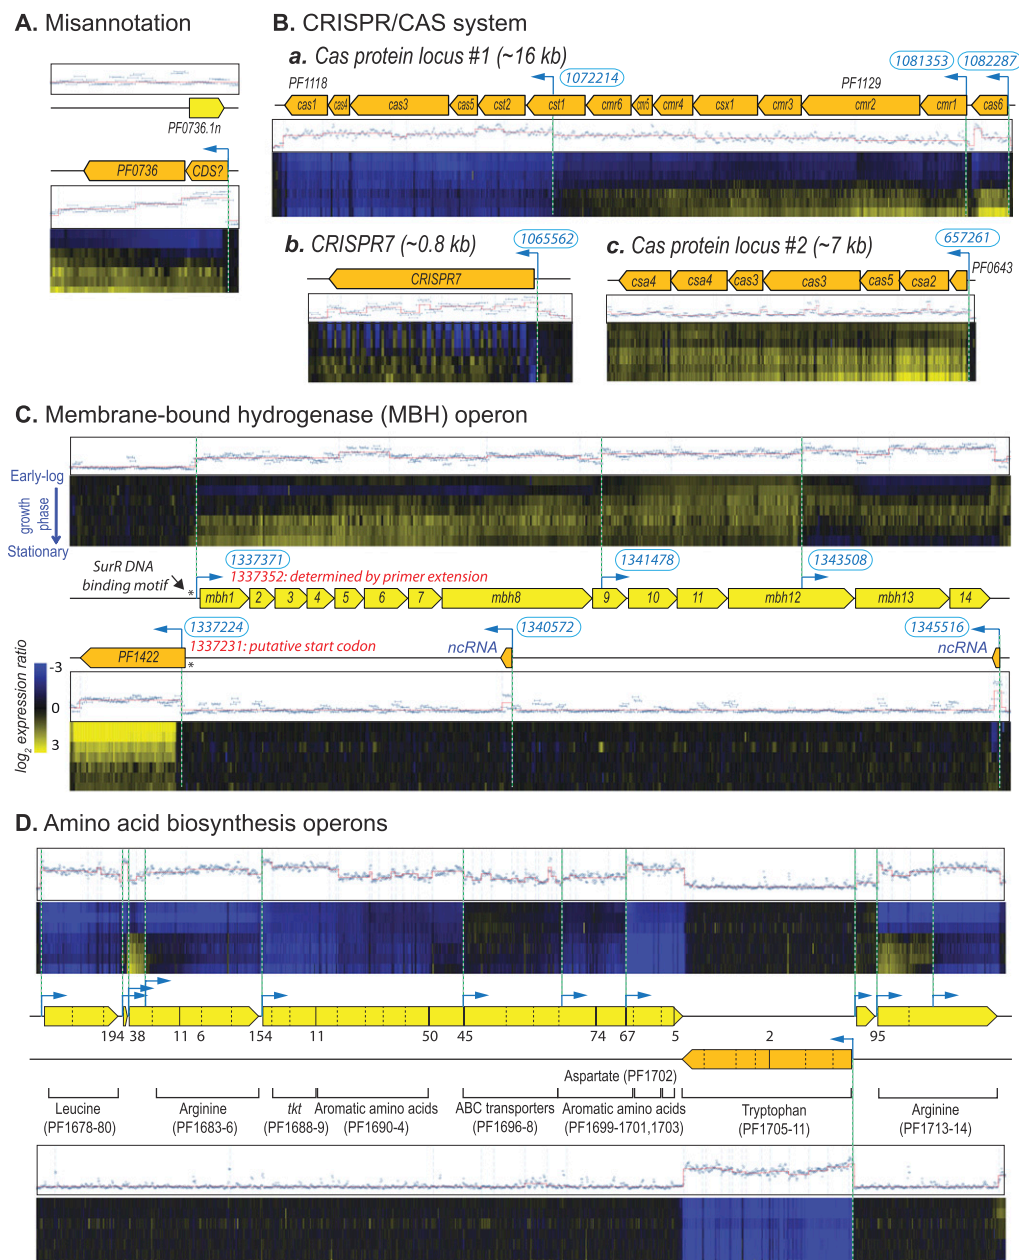 A. Misannotation
PF0736.1n
PF0736
CDS?
B. CRISPR/CAS system
a. Cas protein locus #1 (~16 kb)
1072214
1081353
1082287
PF1118
PF1129
cas1 cas4 cas3 cas5 cst2 cst1 cmr6 cmr5 cmr4 csx1 cmr3 cmr2 cmr1 cas6
b. CRISPR7 (~0.8 kb)
1065562
CRISPR7
c. Cas protein locus #2 (~7 kb)
657261
PF0643
csa4 csa4 cas3 cas3 cas5 csa2
C. Membrane-bound hydrogenase (MBH) operon
Early-log
growth
phase
Stationary
SurR DNA
binding motif
*
1337371
1341478
1343508
1337352: determined by primer extension
mbh1 2 3 4 5 6 7 mbh8 9 10 11 mbh12 mbh13 14
1337224
1340572
1345516
1337231: putative start codon
ncRNA
ncRNA
PF1422
*
log2 expression ratio
-3
0
3
D. Amino acid biosynthesis operons
194 38 11 6 154 11 50 45 74 67 5 95
2
Aspartate (PF1702)
Leucine
(PF1678-80)
Arginine
(PF1683-6)
tkt
(PF1688-9)
Aromatic amino acids
(PF1690-4)
ABC transporters
(PF1696-8)
Aromatic amino acids
(PF1699-1701,1703)
Tryptophan
(PF1705-11)
Arginine
(PF1713-14)